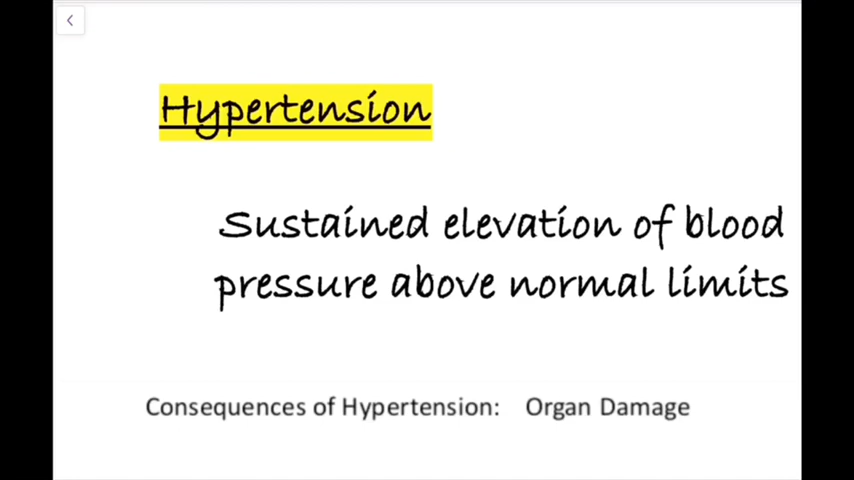 Hypertension
Sustained elevation of blood
pressure above normal limits
Consequences of Hypertension: Organ Damage